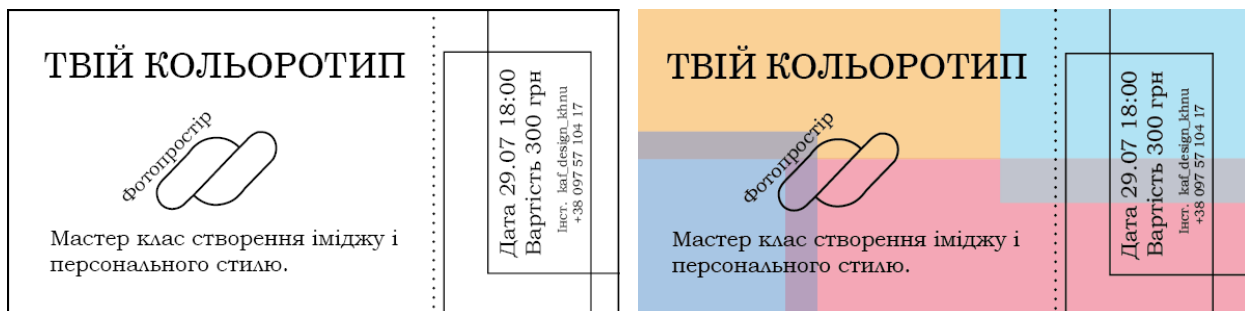 ТВІЙ КОЛЬОРОТИП
Фотопростір
Мастер клас створення іміджу і
персонального стилю.
Дата 29.07 18:00
Вартість 300 грн
Інст. kaf_design_khnu
+38 097 57 104 17
ТВІЙ КОЛЬОРОТИП
Фотопростір
Мастер клас створення іміджу і
персонального стилю.
Дата 29.07 18:00
Вартість 300 грн
Інст. kaf_design_khnu
+38 097 57 104 17